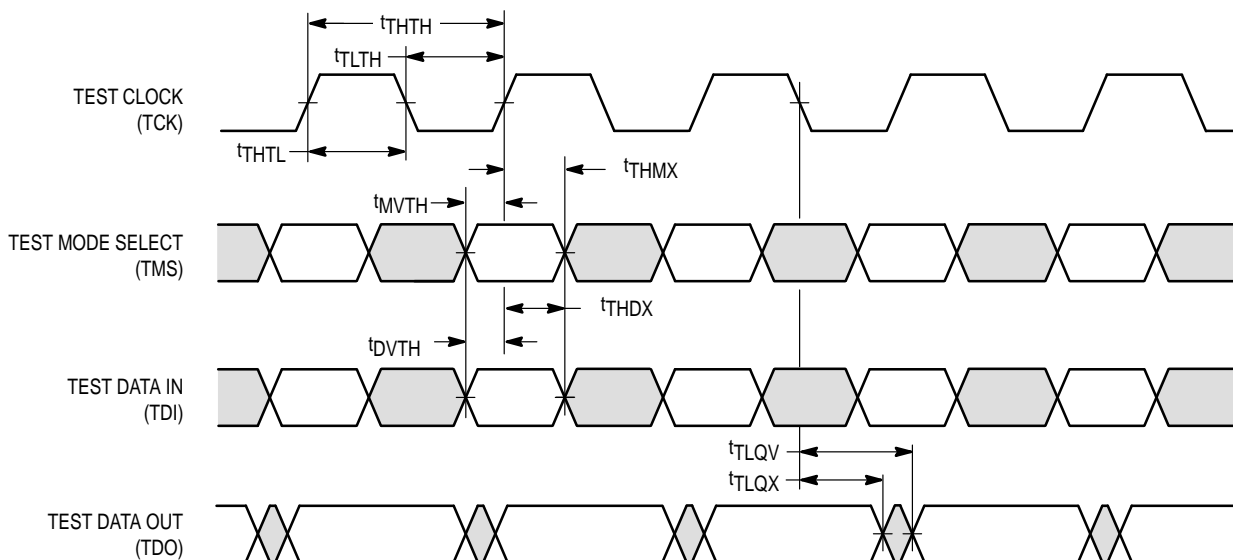 tTHTH
tTLTH
TEST CLOCK
(TCK)
tTHTL
tTHMX
tMVTH
TEST MODE SELECT
(TMS)
tTHDX
tDVTH
TEST DATA IN
(TDI)
tTLQV
tTLQX
TEST DATA OUT
(TDO)